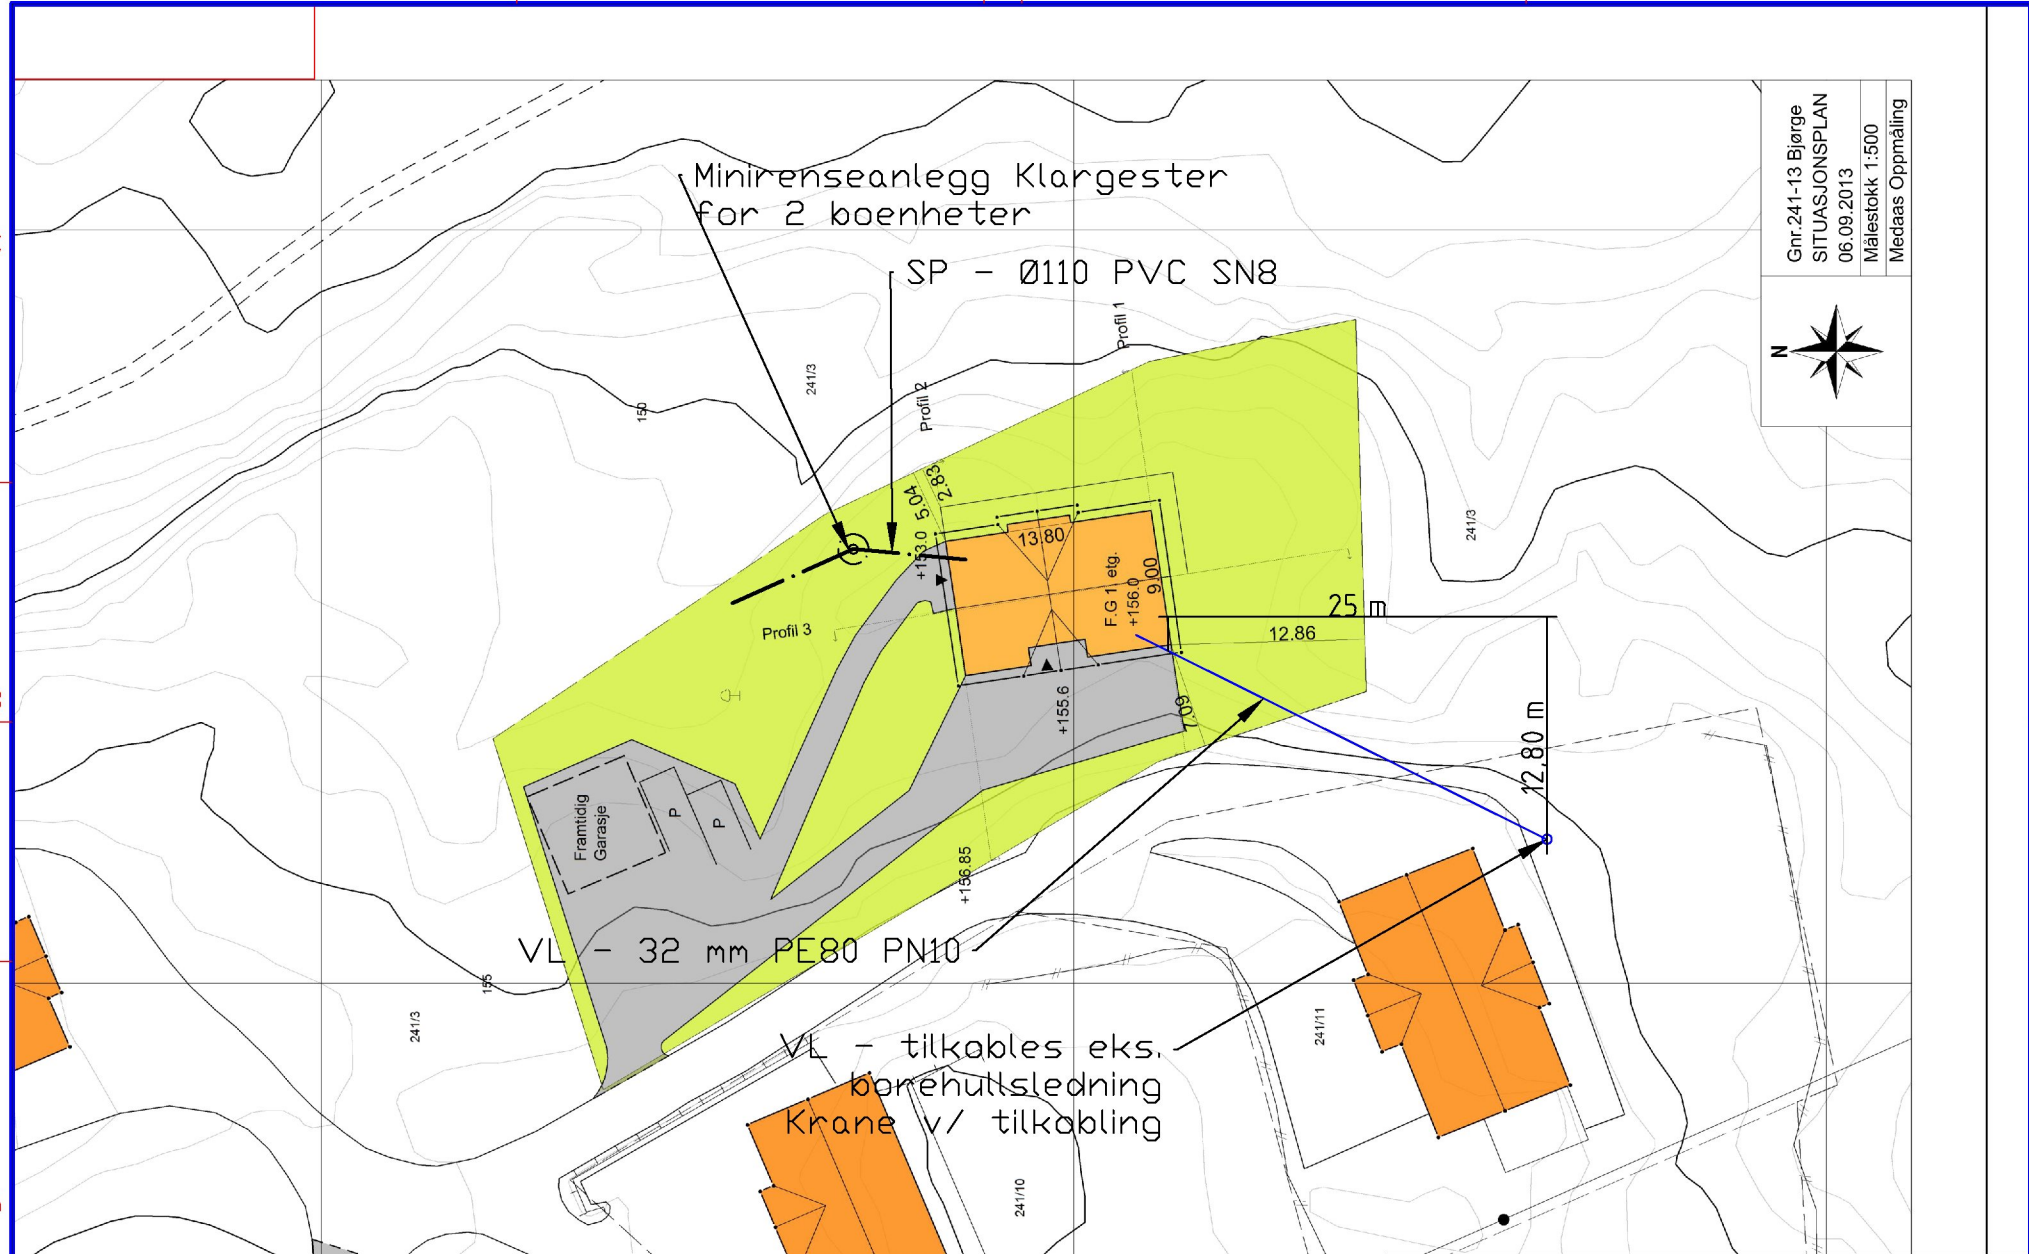 Minirenseanlegg Klargester
for 2 boenheter
SP - Ø110 PVC SN8
Gnr.241-13 Bjørge
SITUASJONSPLAN
06.09.2013
Målestokk 1:500
Medaas Oppmåling
N
Profil 1
Profil 2
241/3
150
241/3
2.83
5.04
+153.0
13.80
F.G 1. etg.
+156.0
9.00
25 m
12.86
Profil 3
+155.6
7.09
12,80 m
Framtidig
Garasje
P
P
+156.85
VL - 32 mm PE80 PN10
155
241/3
241/11
VL - tilkobles eks.
borehullsledning
Krane v/ tilkobling
241/10